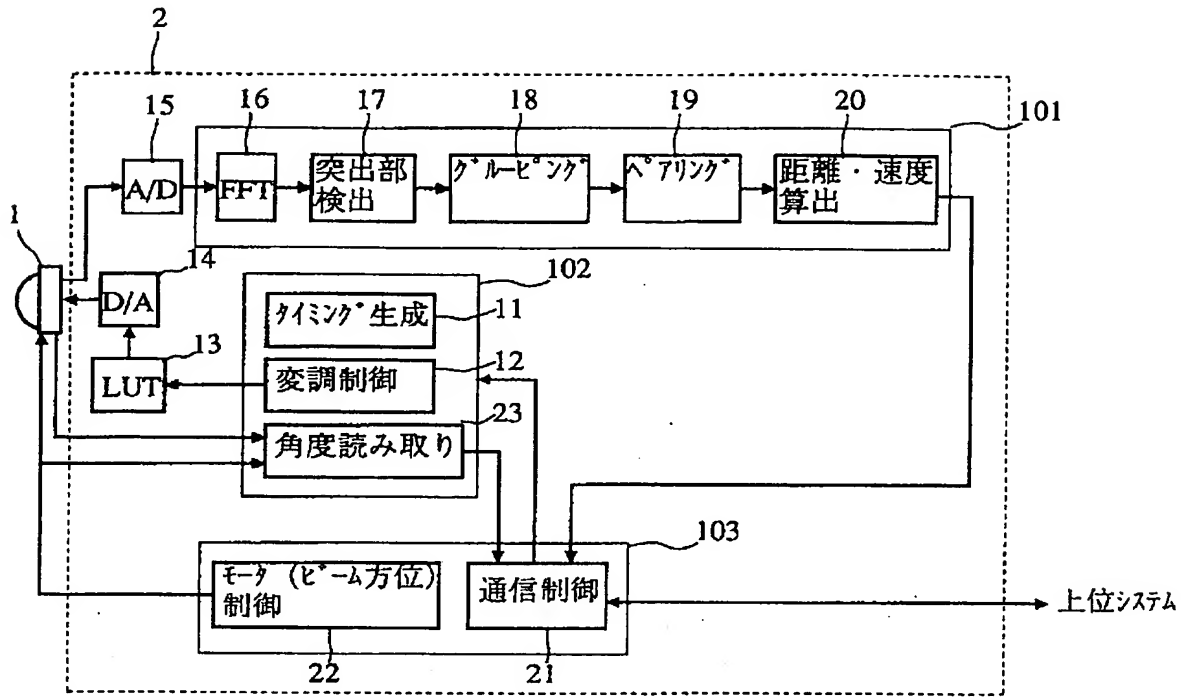 2
15
16
17
18
19
20
101
A/D
FFT
突出部
検出
グルーピング
ペアリング
距離・速度
算出
1
14
D/A
13
LUT
102
タイミング生成
11
変調制御
12
角度読み取り
23
103
モータ(ビーム方位)
制御
22
通信制御
21
上位システム